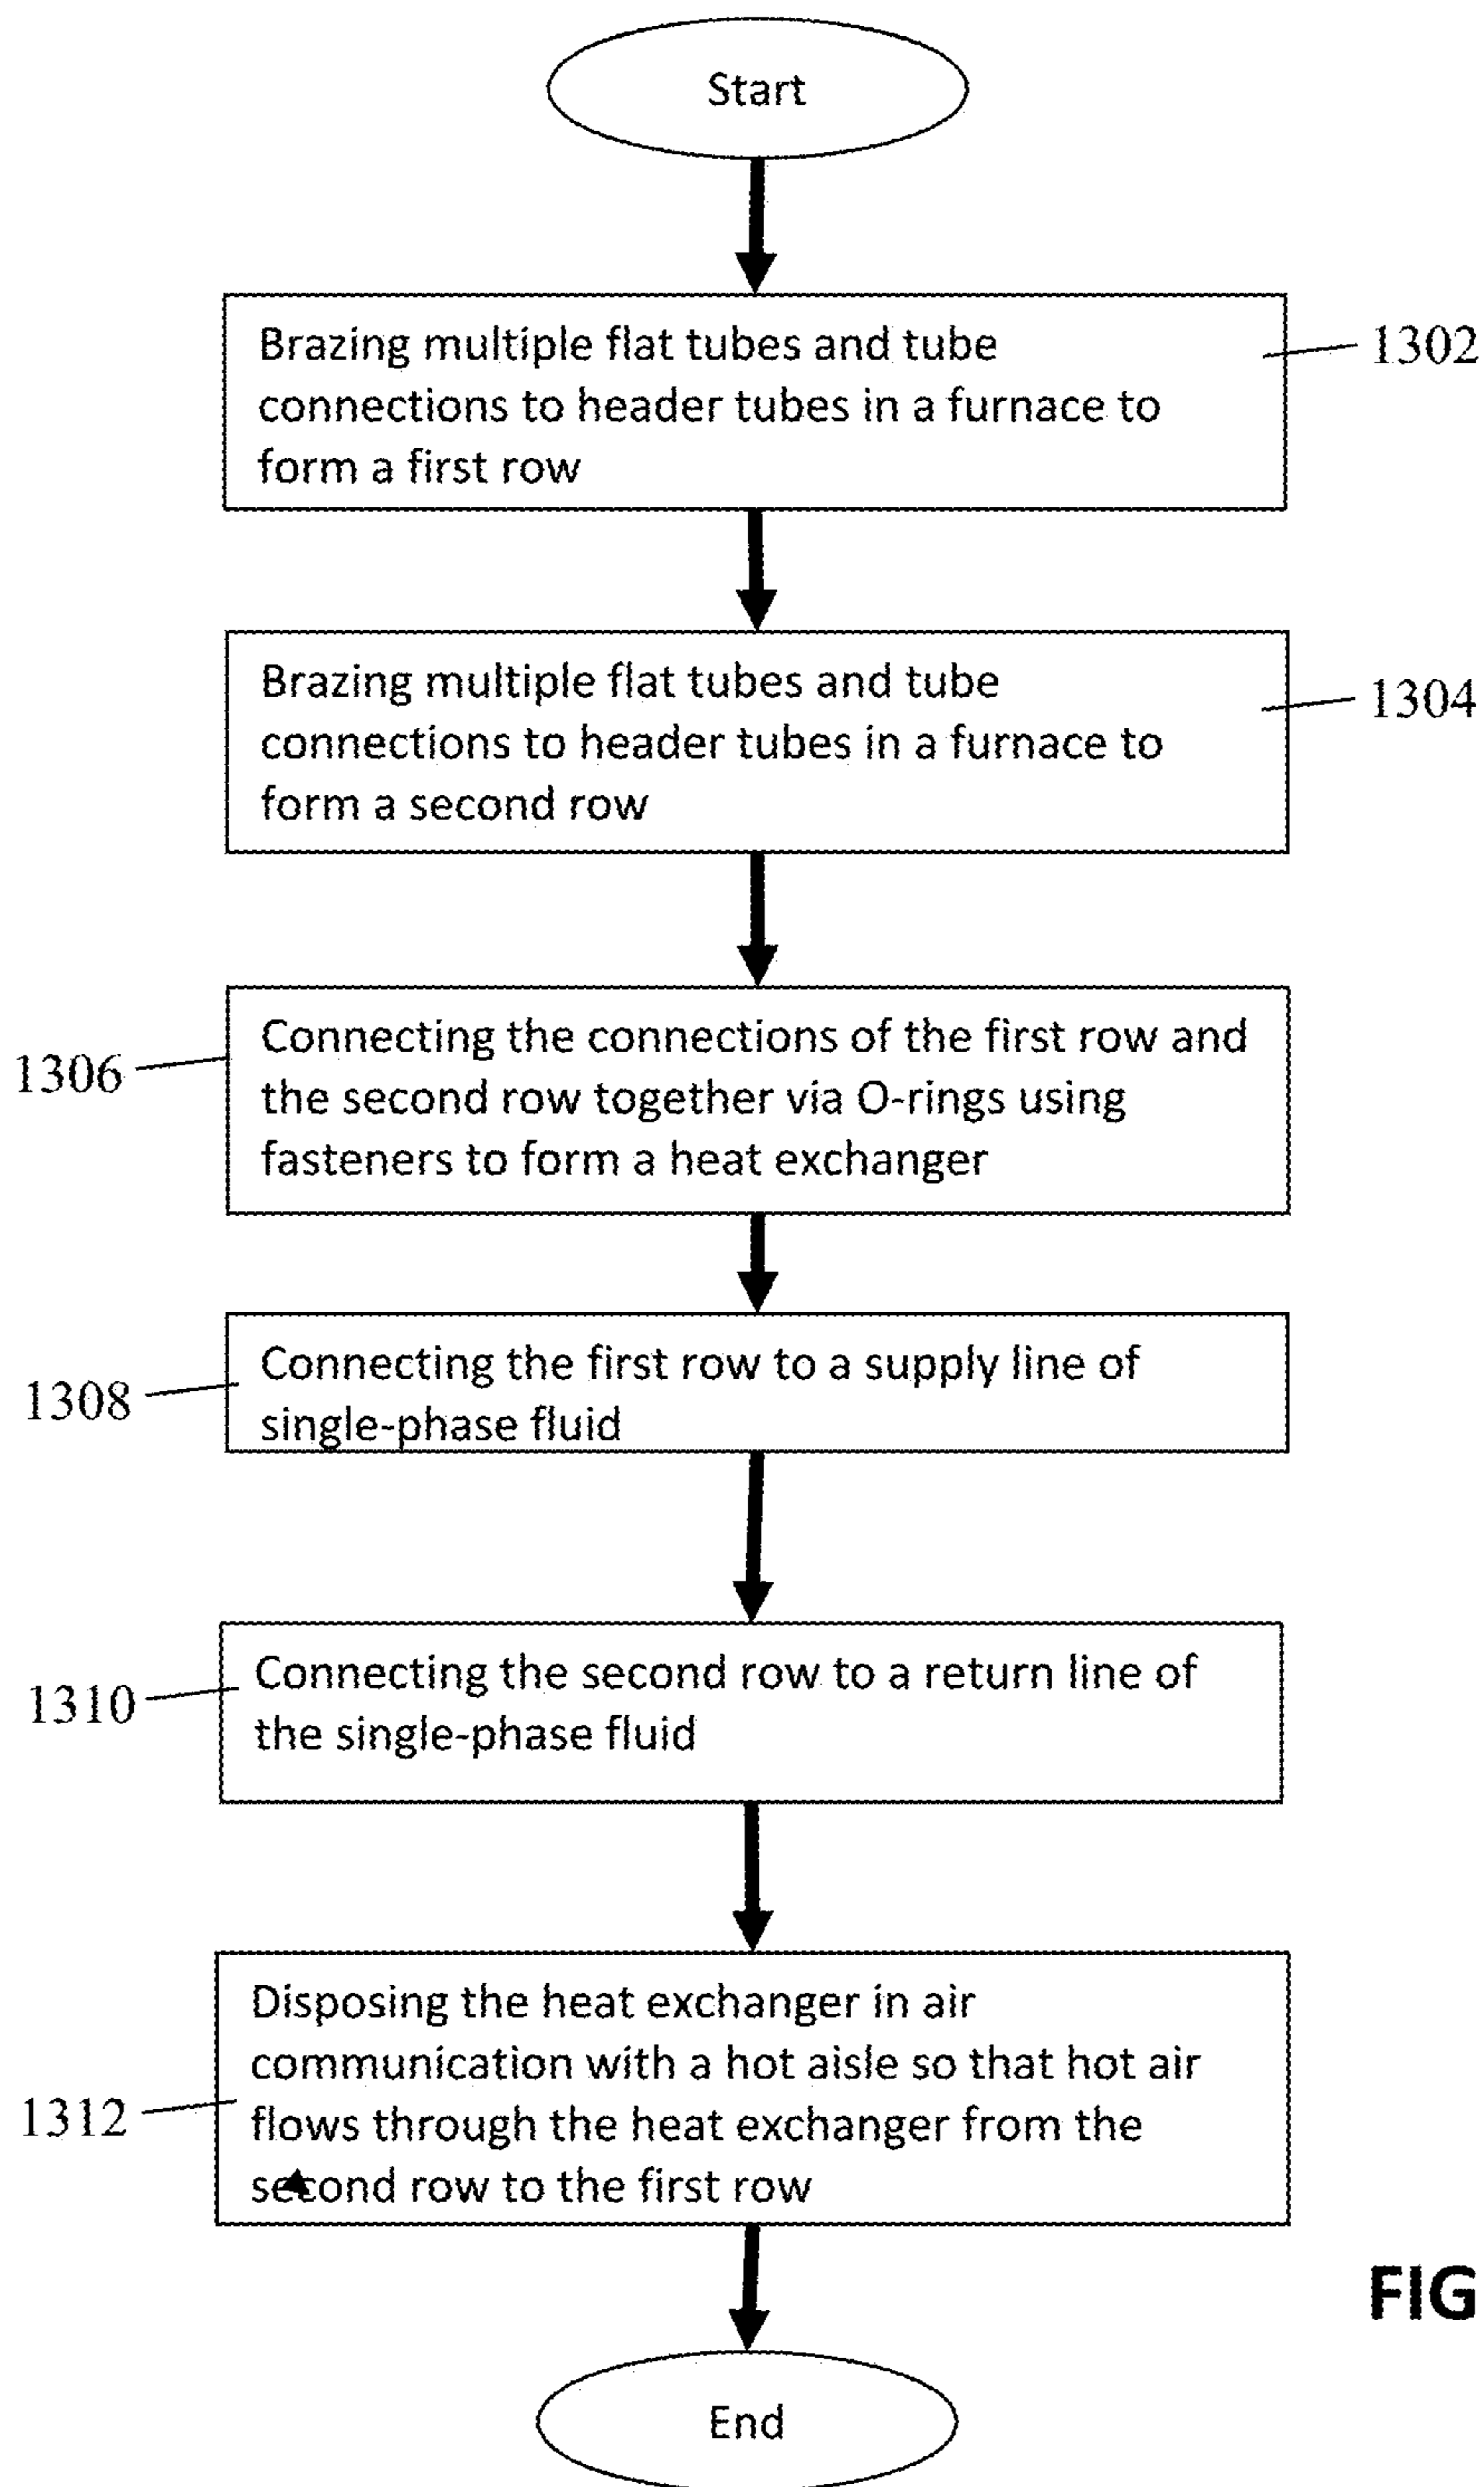 Start
Brazing multiple flat tubes and tube
connections to header tubes in a furnace to
form a first row
1302
Brazing multiple flat tubes and tube
connections to header tubes in a furnace to
form a second row
1304
1306
Connecting the connections of the first row and
the second row together via O-rings using
fasteners to form a heat exchanger
1308
Connecting the first row to a supply line of
single-phase fluid
1310
Connecting the second row to a return line of
the single-phase fluid
1312
Disposing the heat exchanger in air
communication with a hot aisle so that hot air
flows through the heat exchanger from the
second row to the first row
FIG
End